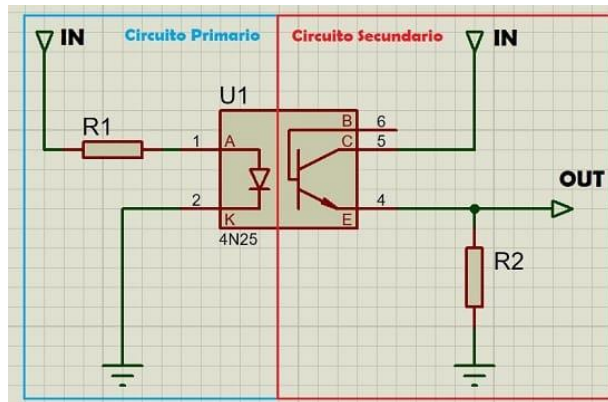 IN
Circuito Primario
Circuito Secundario
IN
U1
R1
1
A
2
K
4N25
B
6
C
5
4
E
OUT
R2